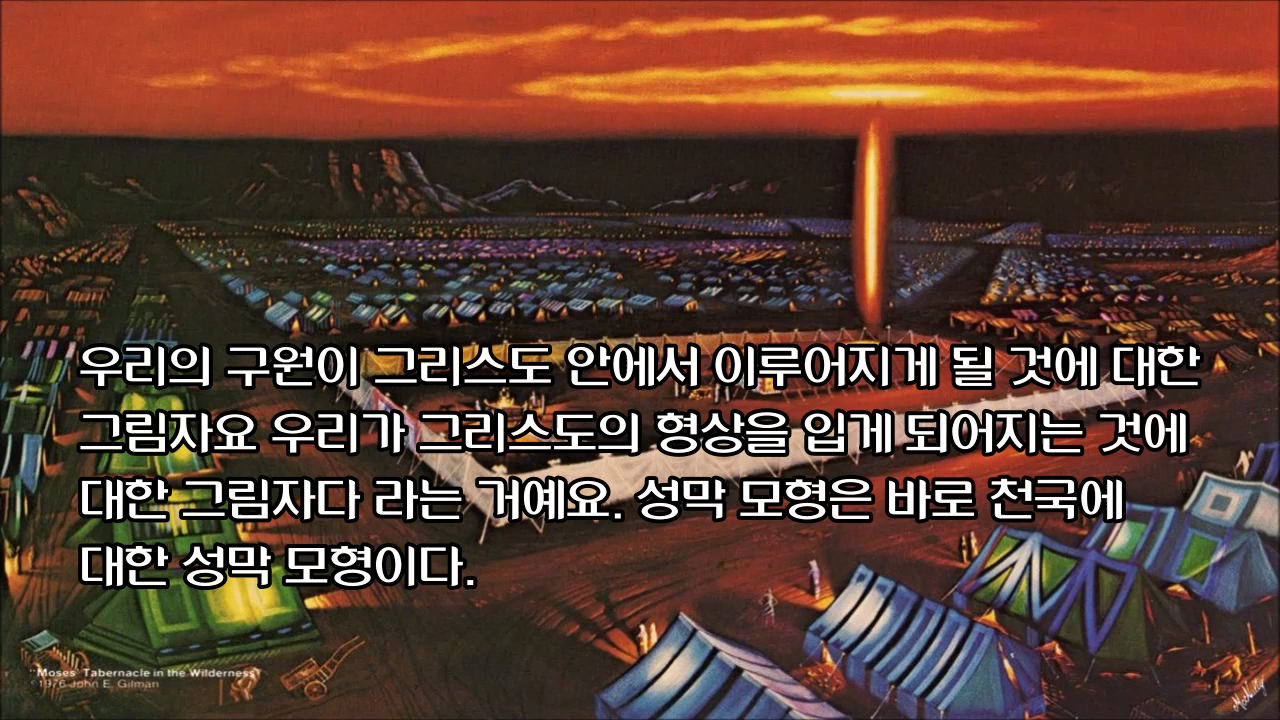 우리의 구원이 그리스도 안에서 이루어지게 될 것에 대한
그림자요 우리가 그리스도의 형상을 입게 되어지는 것에
대한 그림자다 라는 거예요. 성막 모형은 바로 천국에
대한 성막 모형이다.
"Moses' Tabernacle in the Wilderness"
1976 John E. Gilman